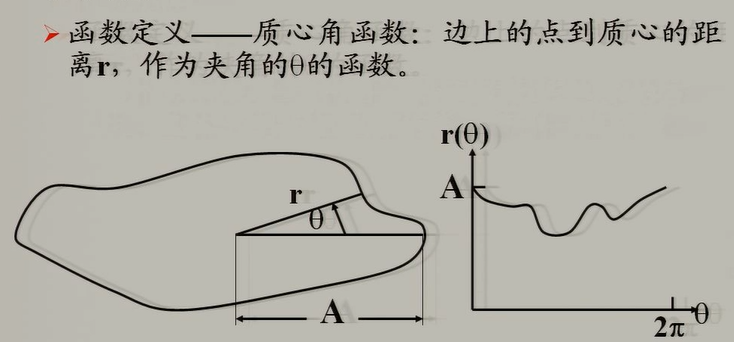 函数定义——质心角函数：边上的点到质心的距
离r，作为夹角的θ的函数。
r(θ)
A
r
θ
A
2π
θ